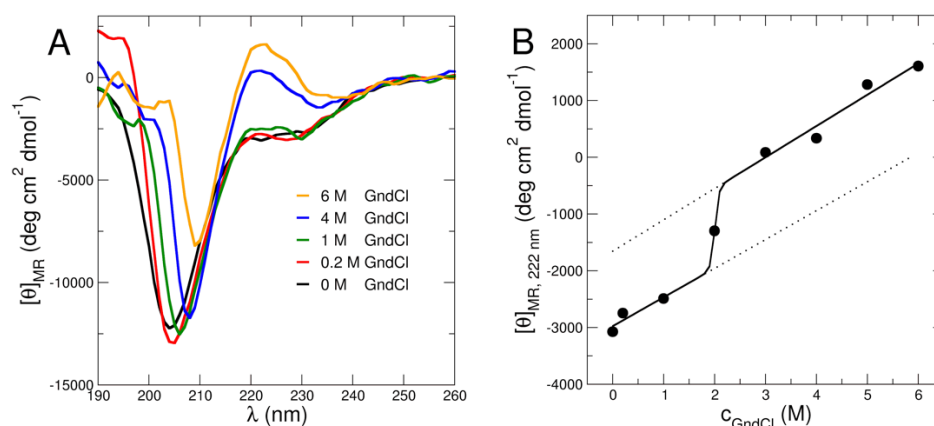 A
[θ]MR (deg cm² dmol⁻¹)
0
-5000
-10000
-15000
6 M GndCl
4 M GndCl
1 M GndCl
0.2 M GndCl
0 M GndCl
190 200 210 220 230 240 250 260
λ (nm)
B
[θ]MR, 222 nm (deg cm² dmol⁻¹)
2000
1000
0
-1000
-2000
-3000
-4000
0 1 2 3 4 5 6
cGndCl (M)